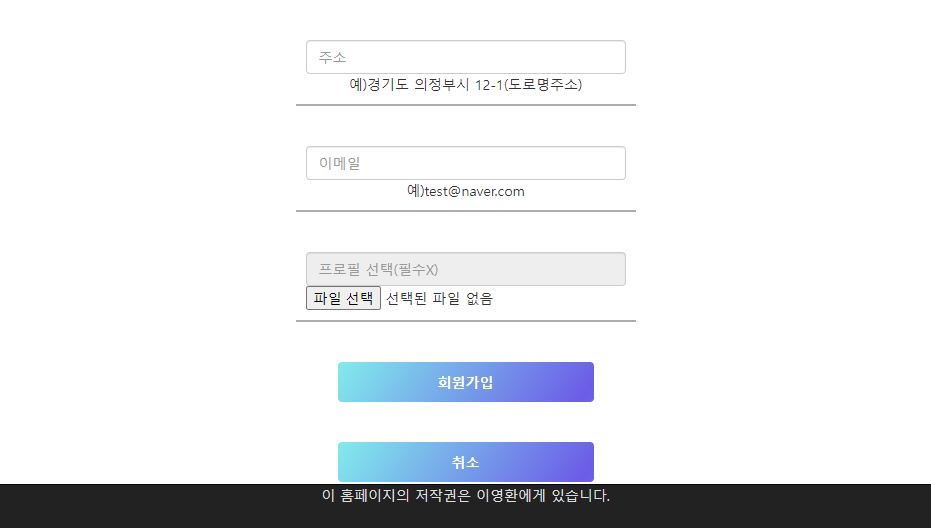 주소
예)경기도 의정부시 12-1(도로명주소)
이메일
예)test@naver.com
프로필 선택(필수X)
파일 선택 선택된 파일 없음
회원가입
취소
이 홈페이지의 저작권은 이영환에게 있습니다.